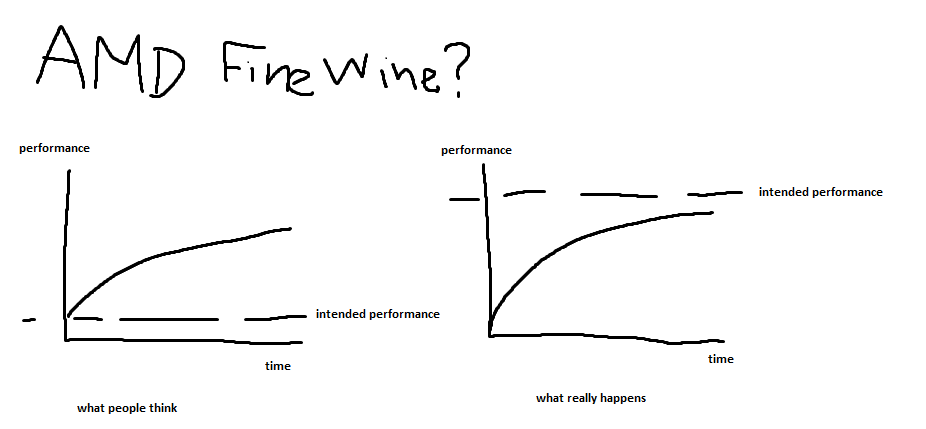 AMD FineWine?
performance
intended performance
time
what people think
performance
intended performance
time
what really happens